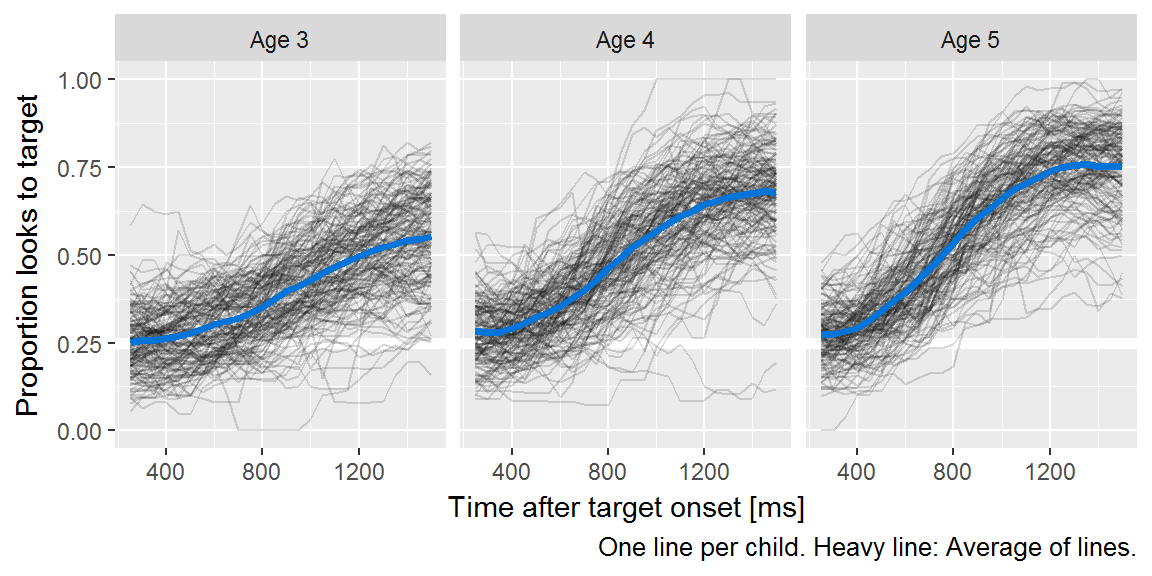 Age 3 Age 4 Age 5
1.00
0.75
0.50
0.25
0.00
Proportion looks to target
400 800 1200 400 800 1200 400 800 1200
Time after target onset [ms]
One line per child. Heavy line: Average of lines.